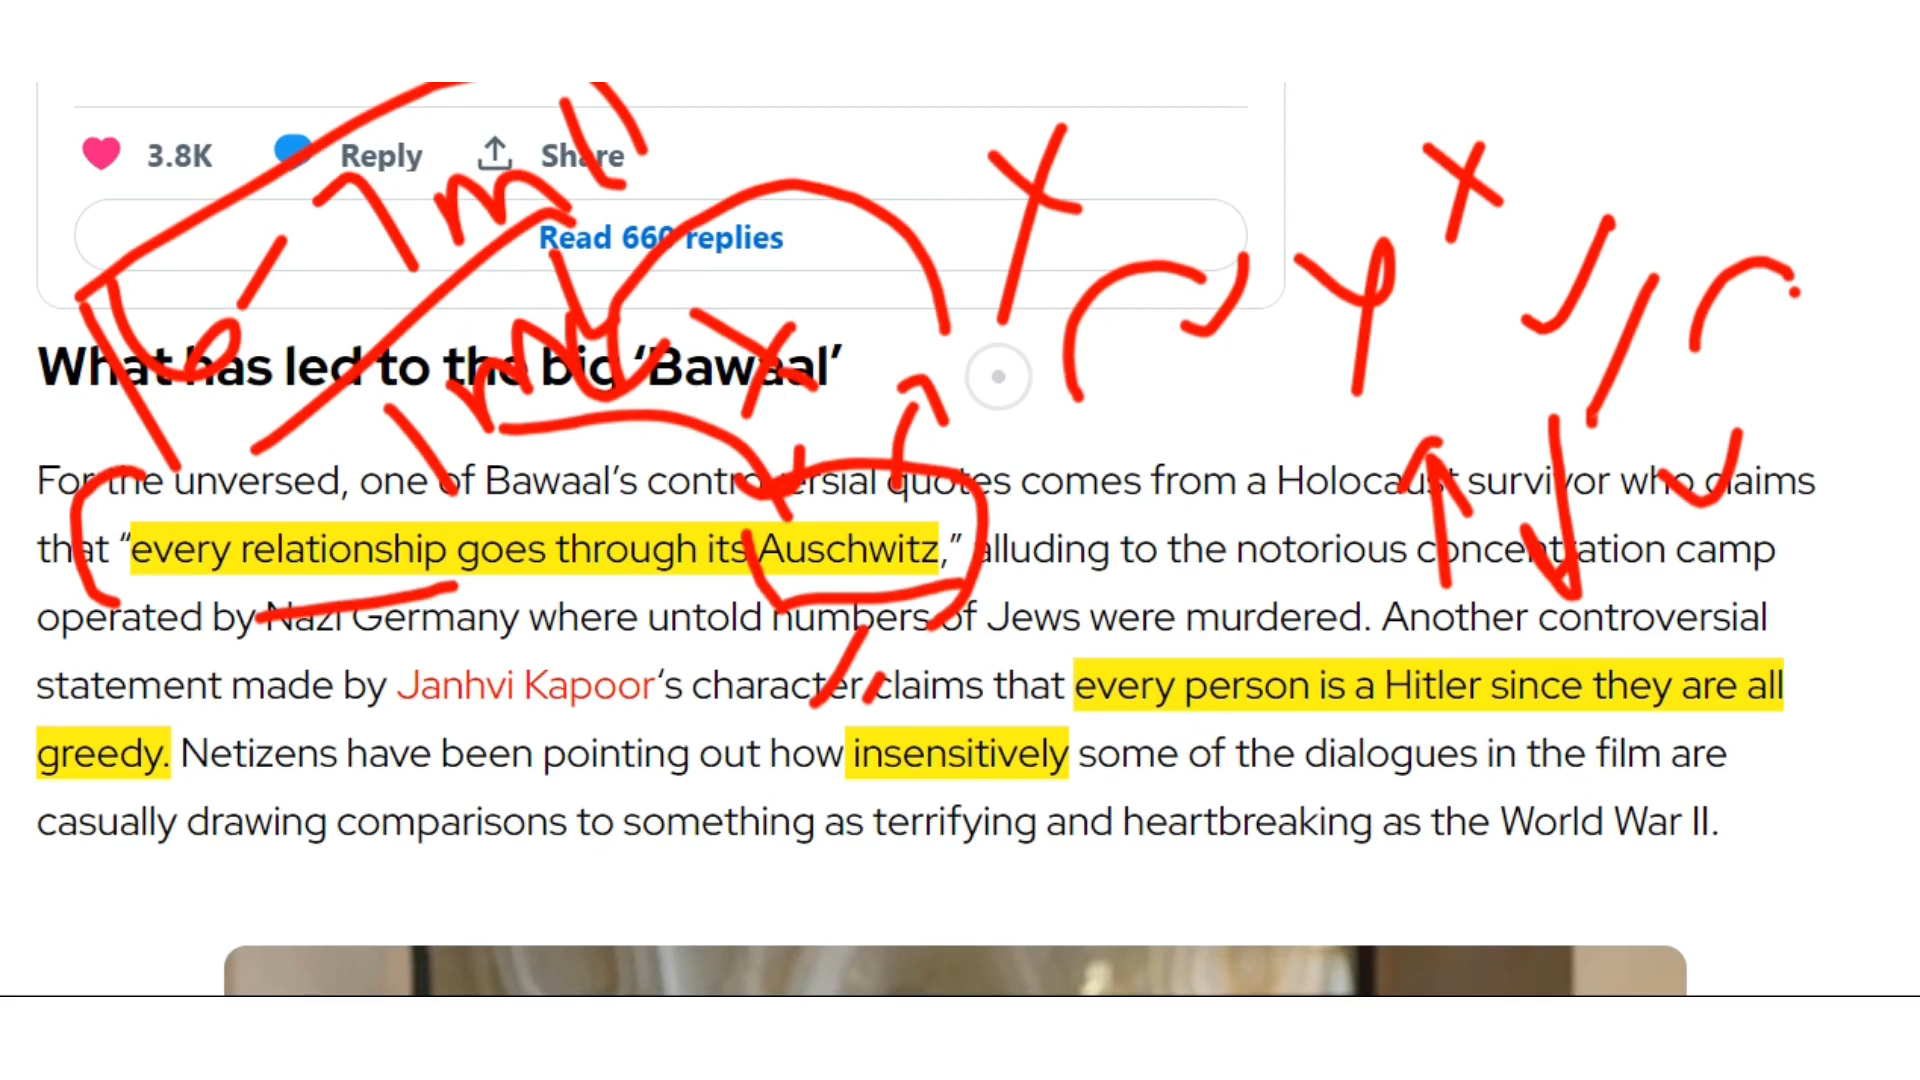 3.8K Reply Share
Read 660 replies
What has led to the big ‘Bawaal’
For the unversed, one of Bawaal’s controversial quotes comes from a Holocaust survivor who claims
that “every relationship goes through its Auschwitz,” alluding to the notorious concentration camp
operated by Nazi Germany where untold numbers of Jews were murdered. Another controversial
statement made by Janhvi Kapoor‘s character, claims that every person is a Hitler since they are all
greedy. Netizens have been pointing out how insensitively some of the dialogues in the film are
casually drawing comparisons to something as terrifying and heartbreaking as the World War II.